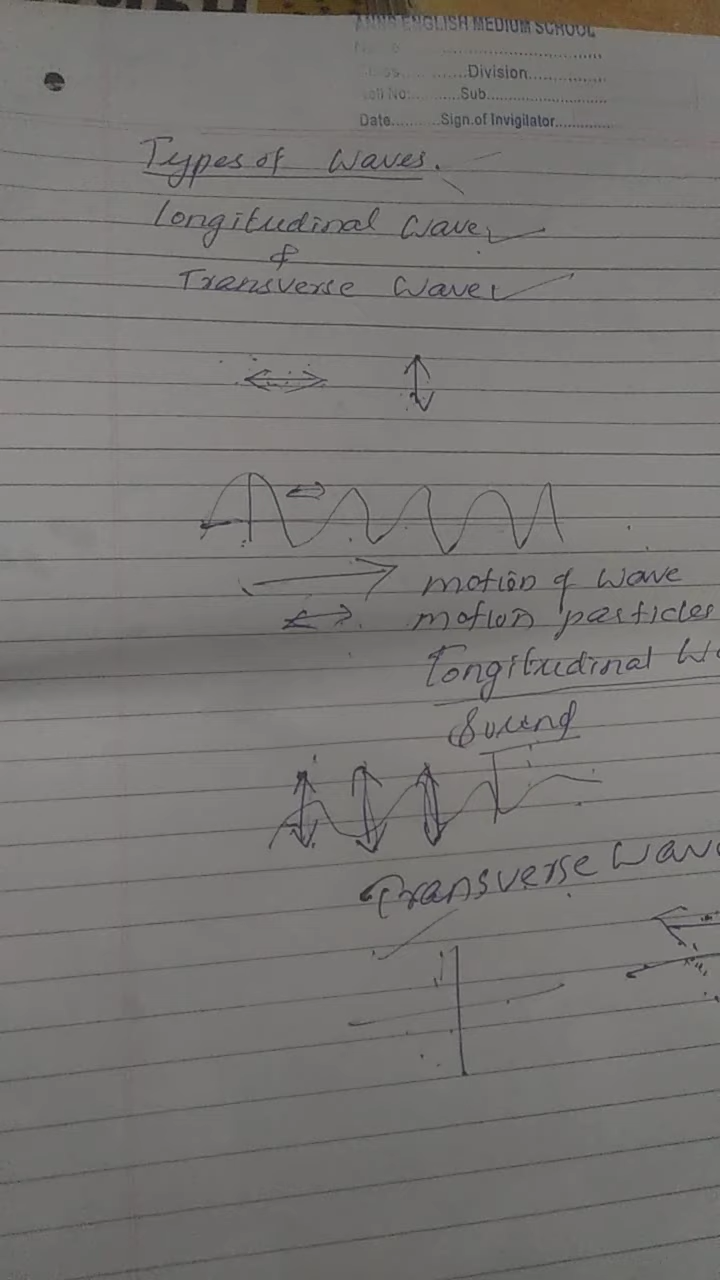 ENGLISH MEDIUM SCHOOL
Division
Sub
Date Sign.of Invigilator
Types of Waves.
Longitudinal Wave
&
Transverse Wave
motion of wave
motion particles
Longitudinal
Sound
Transverse Wav